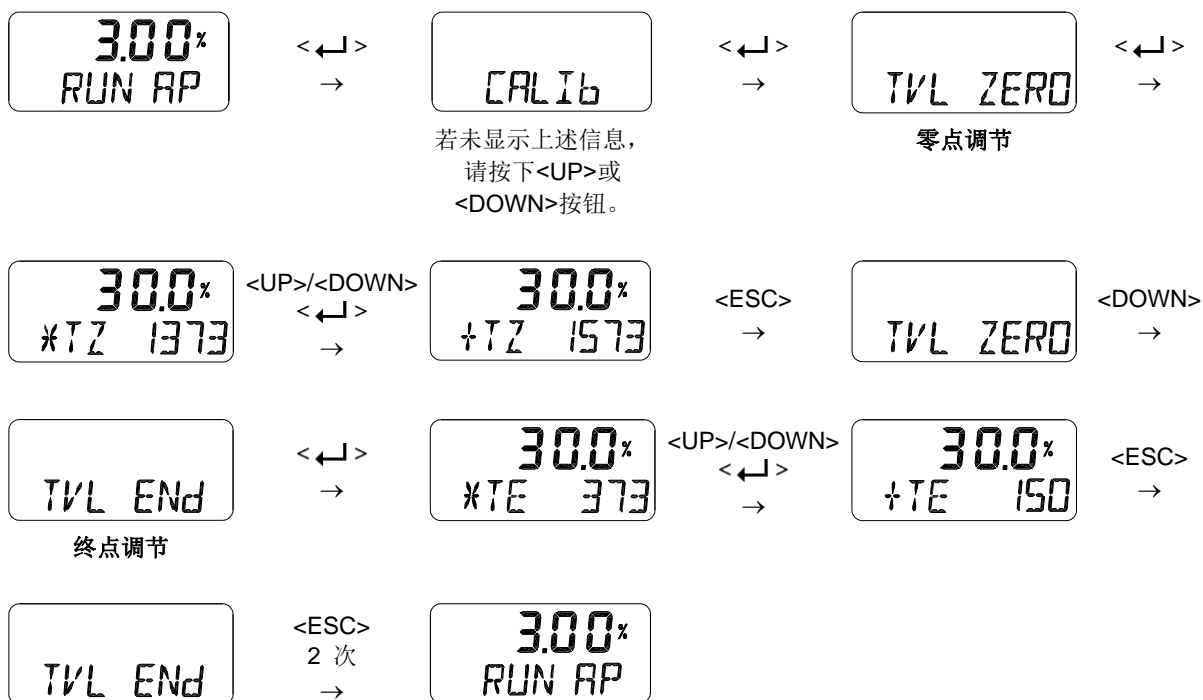 3.00%
RUN AP
<↵>
→
CALIb
若未显示上述信息，
请按下<UP>或
<DOWN>按钮。
<↵>
→
TVL ZERO
零点调节
<↵>
→
30.0%
*TZ 1373
<UP>/<DOWN>
<↵>
→
30.0%
+TZ 1573
<ESC>
→
TVL ZERO
<DOWN>
→
TVL ENd
终点调节
<↵>
→
30.0%
*TE 373
<UP>/<DOWN>
<↵>
→
30.0%
+TE 150
<ESC>
→
TVL ENd
<ESC>
2 次
→
3.00%
RUN AP